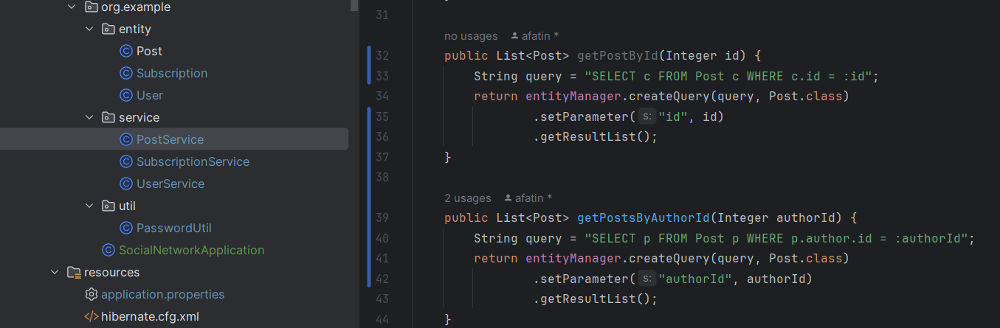 org.example
entity
Post
Subscription
User
service
PostService
SubscriptionService
UserService
util
PasswordUtil
SocialNetworkApplication
resources
application.properties
hibernate.cfg.xml
31
no usages afatin *
32 public List<Post> getPostById(Integer id) {
33 String query = "SELECT c FROM Post c WHERE c.id = :id";
34 return entityManager.createQuery(query, Post.class)
35 .setParameter( s: "id", id)
36 .getResultList();
37 }
38
2 usages afatin *
39 public List<Post> getPostsByAuthorId(Integer authorId) {
40 String query = "SELECT p FROM Post p WHERE p.author.id = :authorId";
41 return entityManager.createQuery(query, Post.class)
42 .setParameter( s: "authorId", authorId)
43 .getResultList();
44 }